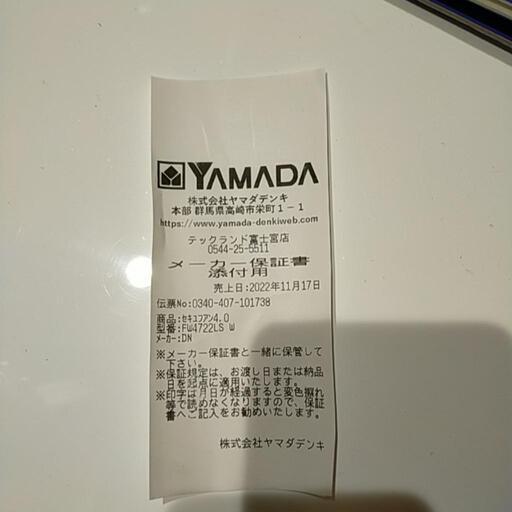 YAMADA
株式会社ヤマダデンキ
本部 群馬県高崎市栄町1-1
https://www.yamada-denkiweb.com
テックランド富士宮店
0544-25-5511
メーカー保証書
添付用
売上日:2022年11月17日
伝票No:0340-407-101738
商品:セキユフアン4.0
型番:FW4722LS W
メーカー:DN
※メーカー保証書と一緒に保管して
下さい。
※保証規定は、お渡し日または納品
日を起点に適用いたします。
※印字は月日が経過すると変色擦れ
等で読めなくなりますので、保証
書へご記入をお勧めいたします。
株式会社ヤマダデンキ